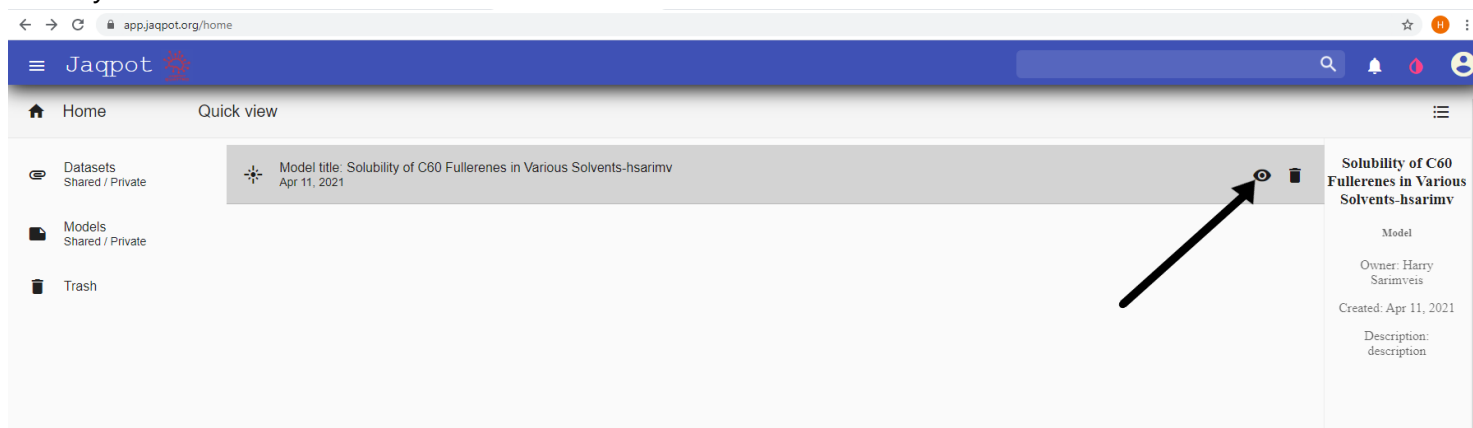 app.jaqpot.org/home
H
Jaqpot
Home
Quick view
Datasets
Shared / Private
Models
Shared / Private
Trash
Model title: Solubility of C60 Fullerenes in Various Solvents-hsarimv
Apr 11, 2021
Solubility of C60
Fullerenes in Various
Solvents-hsarimv
Model
Owner: Harry
Sarimveis
Created: Apr 11, 2021
Description:
description